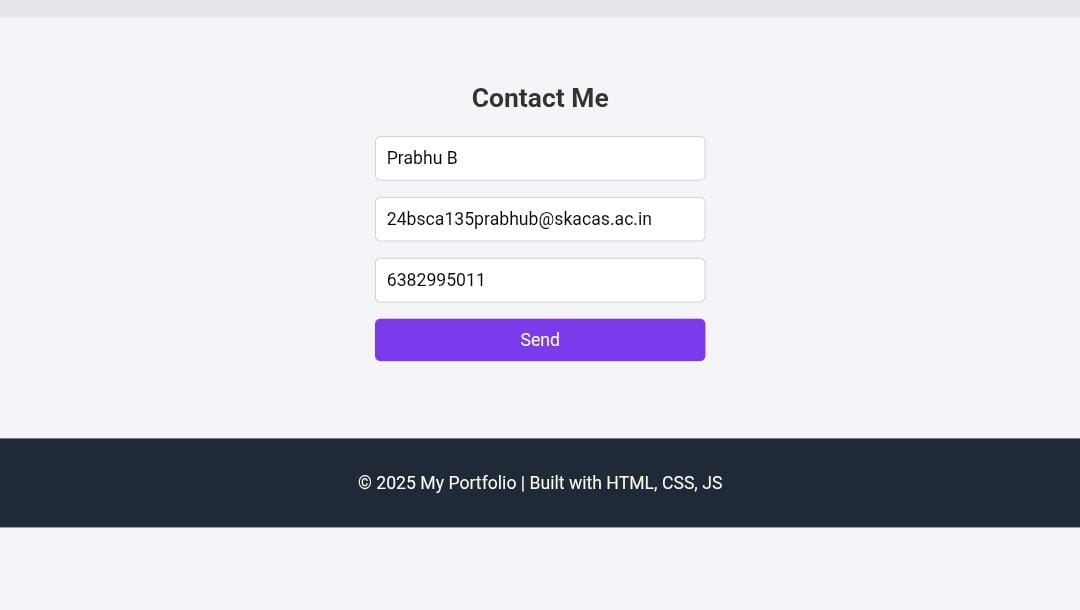 Contact Me
Prabhu B
24bsca135prabhub@skacas.ac.in
6382995011
Send
© 2025 My Portfolio | Built with HTML, CSS, JS